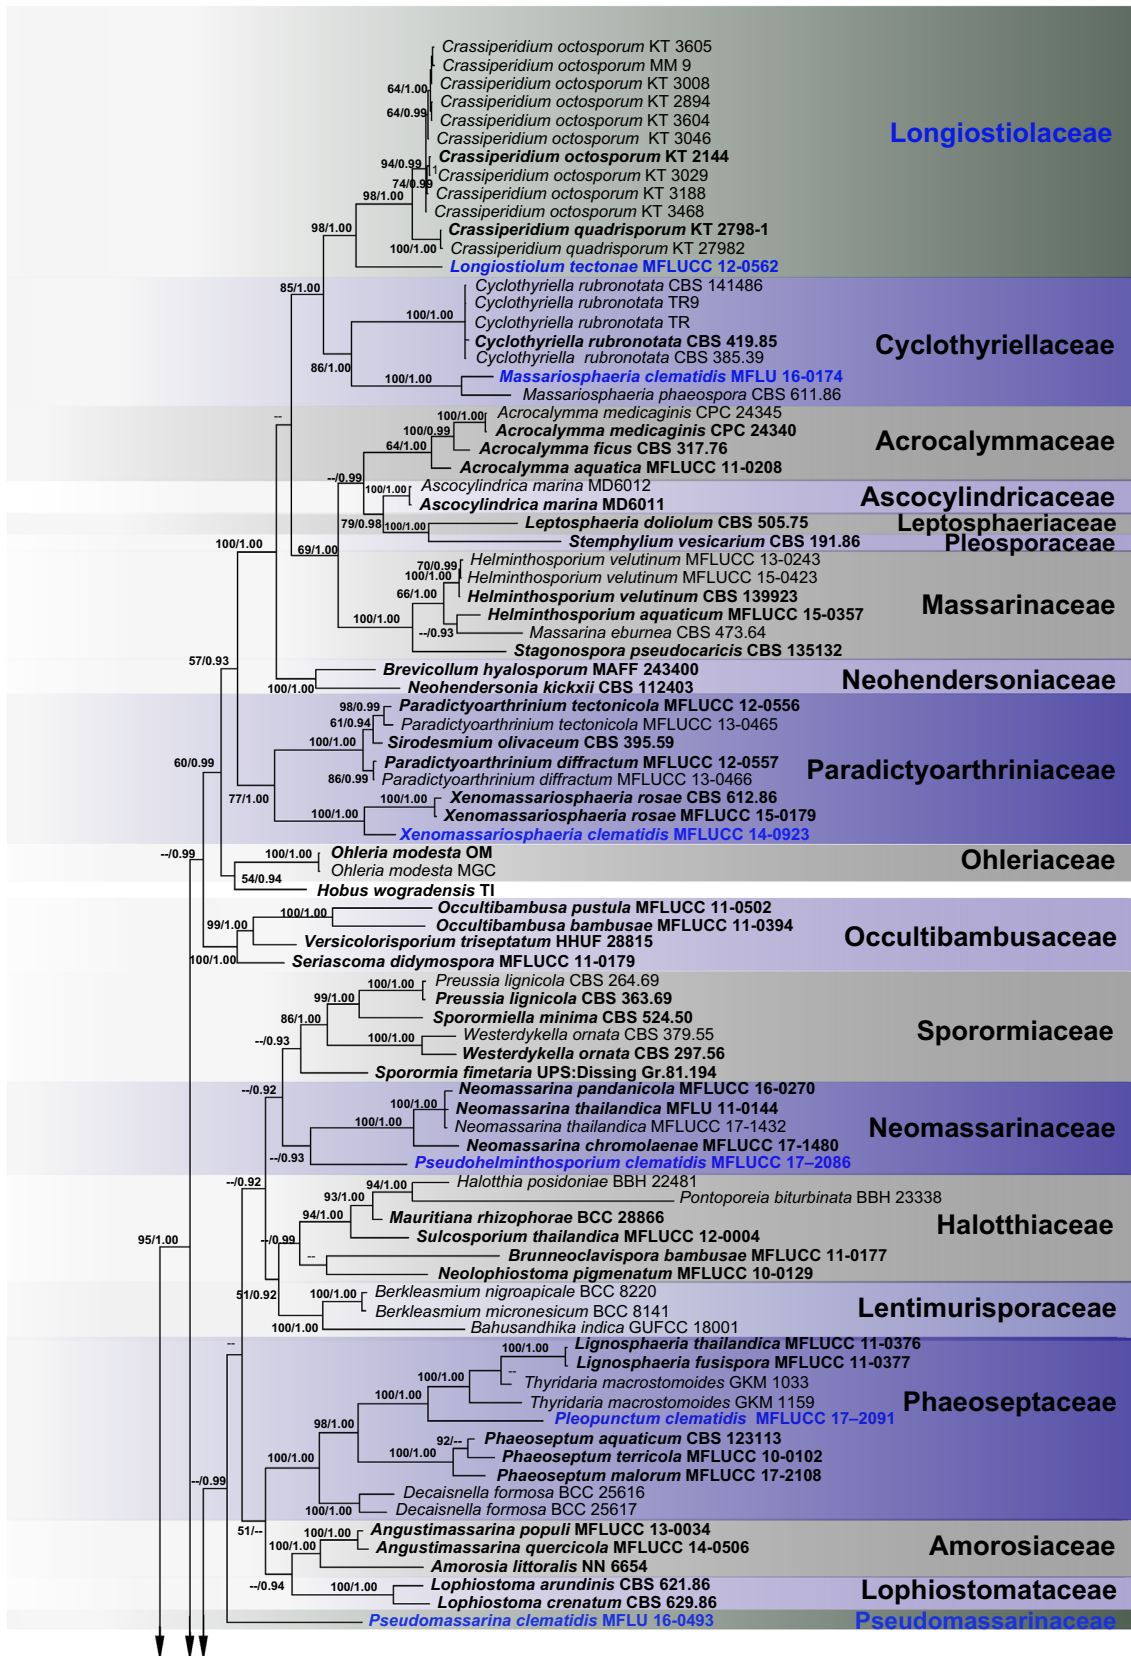 Crassiperidium octosporum KT 3605
Crassiperidium octosporum MM 9
Crassiperidium octosporum KT 3008
64/1.00
Crassiperidium octosporum KT 2894
64/0.99
Crassiperidium octosporum KT 3604
Crassiperidium octosporum KT 3046
Longiostiolaceae
Crassiperidium octosporum KT 2144
94/0.99
1
Crassiperidium octosporum KT 3029
74/0.99
Crassiperidium octosporum KT 3188
98/1.00
Crassiperidium octosporum KT 3468
98/1.00
Crassiperidium quadrisporum KT 2798-1
100/1.00
Crassiperidium quadrisporum KT 27982
Longiostiolum tectonae MFLUCC 12-0562
85/1.00
Cyclothyriella rubronotata CBS 141486
Cyclothyriella rubronotata TR9
100/1.00
Cyclothyriella rubronotata TR
Cyclothyriella rubronotata CBS 419.85
Cyclothyriella rubronotata CBS 385.39
Cyclothyriellaceae
86/1.00
100/1.00
Massariosphaeria clematidis MFLU 16-0174
Massariosphaeria phaeospora CBS 611.86
--
100/1.00
Acrocalymma medicaginis CPC 24345
100/0.99
Acrocalymma medicaginis CPC 24340
Acrocalymmaceae
64/1.00
Acrocalymma ficus CBS 317.76
Acrocalymma aquatica MFLUCC 11-0208
--/0.99
100/1.00
Ascocylindrica marina MD6012
Ascocylindrica marina MD6011
Ascocylindricaceae
79/0.98
100/1.00
Leptosphaeria doliolum CBS 505.75
Leptosphaeriaceae
Stemphylium vesicarium CBS 191.86
Pleosporaceae
100/1.00
69/1.00
70/0.99
Helminthosporium velutinum MFLUCC 13-0243
100/1.00
Helminthosporium velutinum MFLUCC 15-0423
66/1.00
Helminthosporium velutinum CBS 139923
Massarinaceae
100/1.00
Helminthosporium aquaticum MFLUCC 15-0357
--/0.93
Massarina eburnea CBS 473.64
Stagonospora pseudocaricis CBS 135132
57/0.93
Brevicollum hyalosporum MAFF 243400
100/1.00
Neohendersonia kickxii CBS 112403
Neohendersoniaceae
98/0.99
Paradictyoarthrinium tectonicola MFLUCC 12-0556
61/0.94
Paradictyoarthrinium tectonicola MFLUCC 13-0465
100/1.00
Sirodesmium olivaceum CBS 395.59
60/0.99
Paradictyoarthrinium diffractum MFLUCC 12-0557
86/0.99
Paradictyoarthrinium diffractum MFLUCC 13-0466
Paradictyoarthriniaceae
77/1.00
100/1.00
Xenomassariosphaeria rosae CBS 612.86
100/1.00
Xenomassariosphaeria rosae MFLUCC 15-0179
Xenomassariosphaeria clematidis MFLUCC 14-0923
--/0.99
100/1.00
Ohleria modesta OM
Ohleria modesta MGC
Ohleriaceae
54/0.94
Hobus wogradensis TI
100/1.00
Occultibambusa pustula MFLUCC 11-0502
99/1.00
Occultibambusa bambusae MFLUCC 11-0394
Versicolorisporium triseptatum HHUF 28815
Occultibambusaceae
100/1.00
Seriascoma didymospora MFLUCC 11-0179
100/1.00
Preussia lignicola CBS 264.69
99/1.00
Preussia lignicola CBS 363.69
86/1.00
Sporormiella minima CBS 524.50
Sporormiaceae
--/0.93
100/1.00
Westerdykella ornata CBS 379.55
Westerdykella ornata CBS 297.56
Sporormia fimetaria UPS:Dissing Gr.81.194
--/0.92
Neomassarina pandanicola MFLUCC 16-0270
100/1.00
Neomassarina thailandica MFLU 11-0144
100/1.00
Neomassarina thailandica MFLUCC 17-1432
Neomassarinaceae
Neomassarina chromolaenae MFLUCC 17-1480
--/0.93
Pseudohelminthosporium clematidis MFLUCC 17–2086
--/0.92
94/1.00
Halotthia posidoniae BBH 22481
93/1.00
Pontoporeia biturbinata BBH 23338
94/1.00
Mauritiana rhizophorae BCC 28866
Halotthiaceae
Sulcosporium thailandica MFLUCC 12-0004
--/0.99
95/1.00
--
Brunneoclavispora bambusae MFLUCC 11-0177
Neolophiostoma pigmenatum MFLUCC 10-0129
51/0.92
100/1.00
Berkleasmium nigroapicale BCC 8220
Berkleasmium micronesicum BCC 8141
Lentimurisporaceae
100/1.00
Bahusandhika indica GUFCC 18001
--
100/1.00
Lignosphaeria thailandica MFLUCC 11-0376
Lignosphaeria fusispora MFLUCC 11-0377
100/1.00
--
Thyridaria macrostomoides GKM 1033
100/1.00
Thyridaria macrostomoides GKM 1159
Phaeoseptaceae
98/1.00
Pleopunctum clematidis MFLUCC 17–2091
92/--
Phaeoseptum aquaticum CBS 123113
100/1.00
100/1.00
Phaeoseptum terricola MFLUCC 10-0102
Phaeoseptum malorum MFLUCC 17-2108
--/0.99
Decaisnella formosa BCC 25616
100/1.00
Decaisnella formosa BCC 25617
51/--
100/1.00
Angustimassarina populi MFLUCC 13-0034
100/1.00
Angustimassarina quercicola MFLUCC 14-0506
Amorosiaceae
Amorosia littoralis NN 6654
--/0.94
100/1.00
Lophiostoma arundinis CBS 621.86
Lophiostoma crenatum CBS 629.86
Lophiostomataceae
Pseudomassarina clematidis MFLU 16-0493
Pseudomassarinaceae